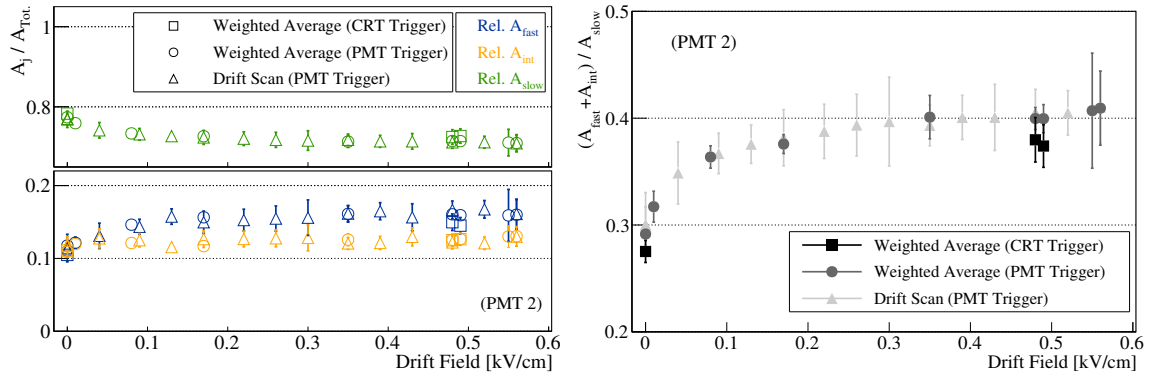 A_j / A_Tot.
1
0.8
0.2
0.1
0
Weighted Average (CRT Trigger)
Weighted Average (PMT Trigger)
Drift Scan (PMT Trigger)
Rel. A_fast
Rel. A_int
Rel. A_slow
(PMT 2)
0 0.1 0.2 0.3 0.4 0.5 0.6
Drift Field [kV/cm]
(A_fast +A_int) / A_slow
0.5
0.4
0.3
0.2
(PMT 2)
Weighted Average (CRT Trigger)
Weighted Average (PMT Trigger)
Drift Scan (PMT Trigger)
0 0.1 0.2 0.3 0.4 0.5 0.6
Drift Field [kV/cm]